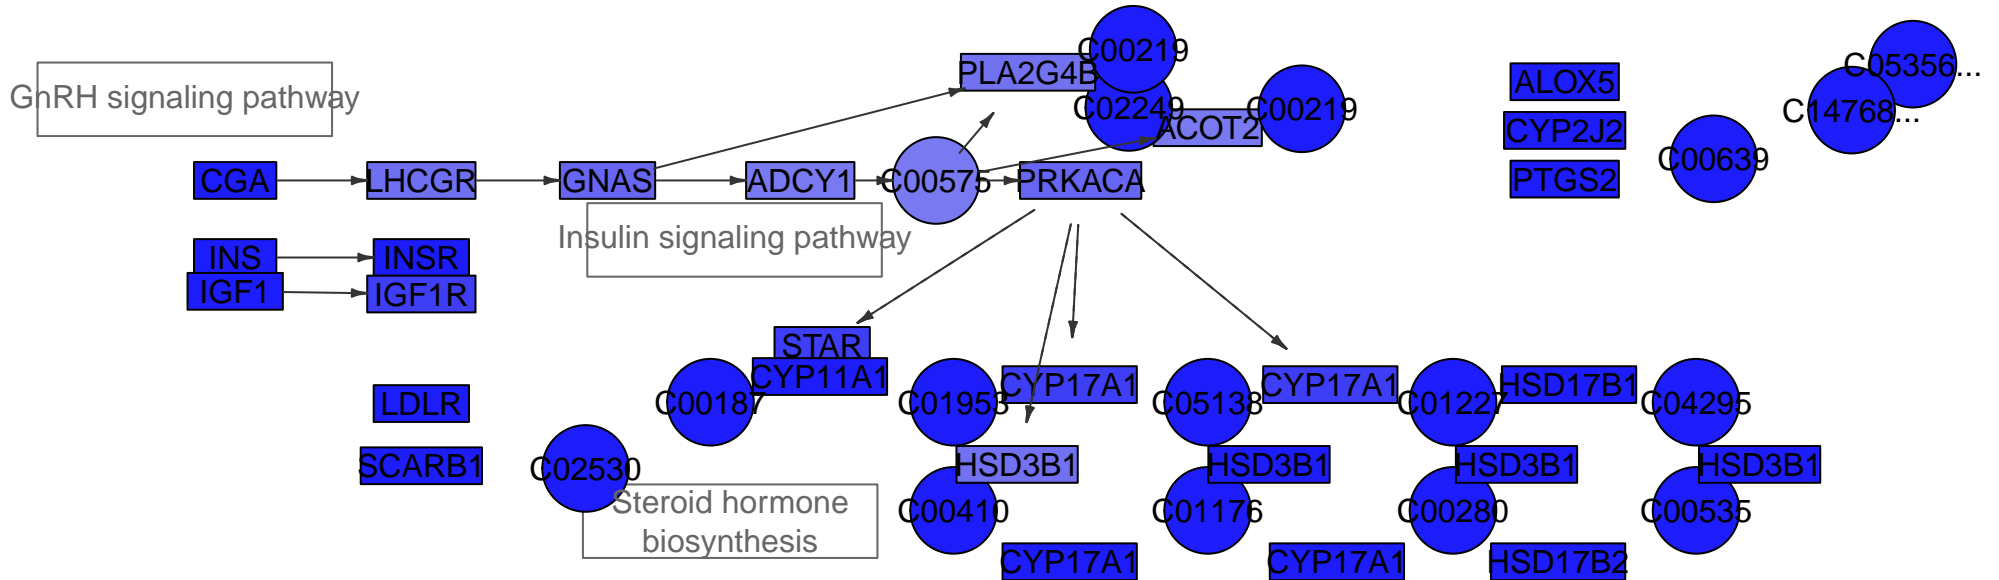 C00219
C05356...
PLA2G4B
ALOX5
GnRH signaling pathway
C02249
C00219
C14768...
ACOT2
CYP2J2
C00639
CGA
LHCGR
GNAS
ADCY1
C00575
PRKACA
PTGS2
Insulin signaling pathway
INS
INSR
IGF1
IGF1R
STAR
CYP11A1
CYP17A1
CYP17A1
HSD17B1
LDLR
C00187
C01953
C05138
C01227
C04295
SCARB1
C02530
HSD3B1
HSD3B1
HSD3B1
HSD3B1
Steroid hormone
biosynthesis
C00410
C01176
C00280
C00535
CYP17A1
CYP17A1
HSD17B2